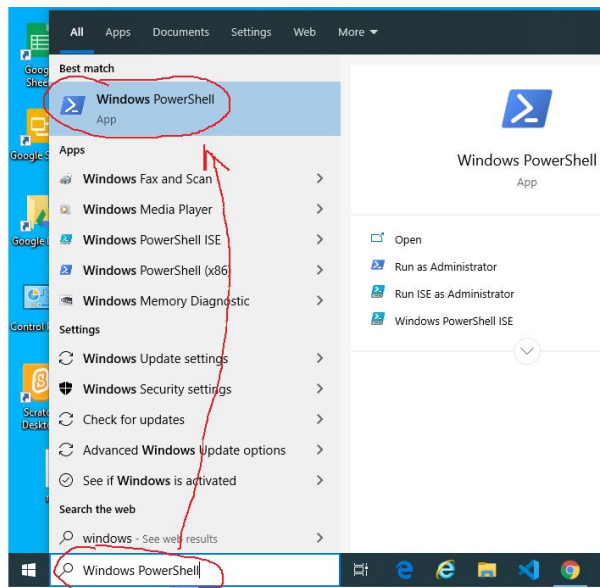 All Apps Documents Settings Web More
Goog
Shee
Google S
Google D
Control P
Scratc
Deskto
Best match
Windows PowerShell
App
Apps
Windows Fax and Scan
Windows Media Player
Windows PowerShell ISE
Windows PowerShell (x86)
Windows Memory Diagnostic
Settings
Windows Update settings
Windows Security settings
Check for updates
Advanced Windows Update options
See if Windows is activated
Search the web
windows - See web results
Windows PowerShell
Windows PowerShell
App
Open
Run as Administrator
Run ISE as Administrator
Windows PowerShell ISE